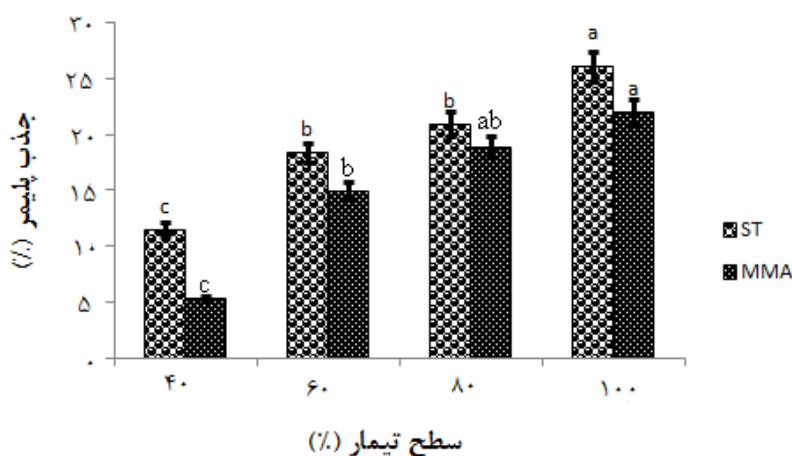 جذب پلیمر (٪)
۳۰
۲۵
۲۰
۱۵
۱۰
۵
۰
c
c
b
b
b
ab
a
a
ST
MMA
۴۰
۶۰
۸۰
۱۰۰
سطح تیمار (٪)